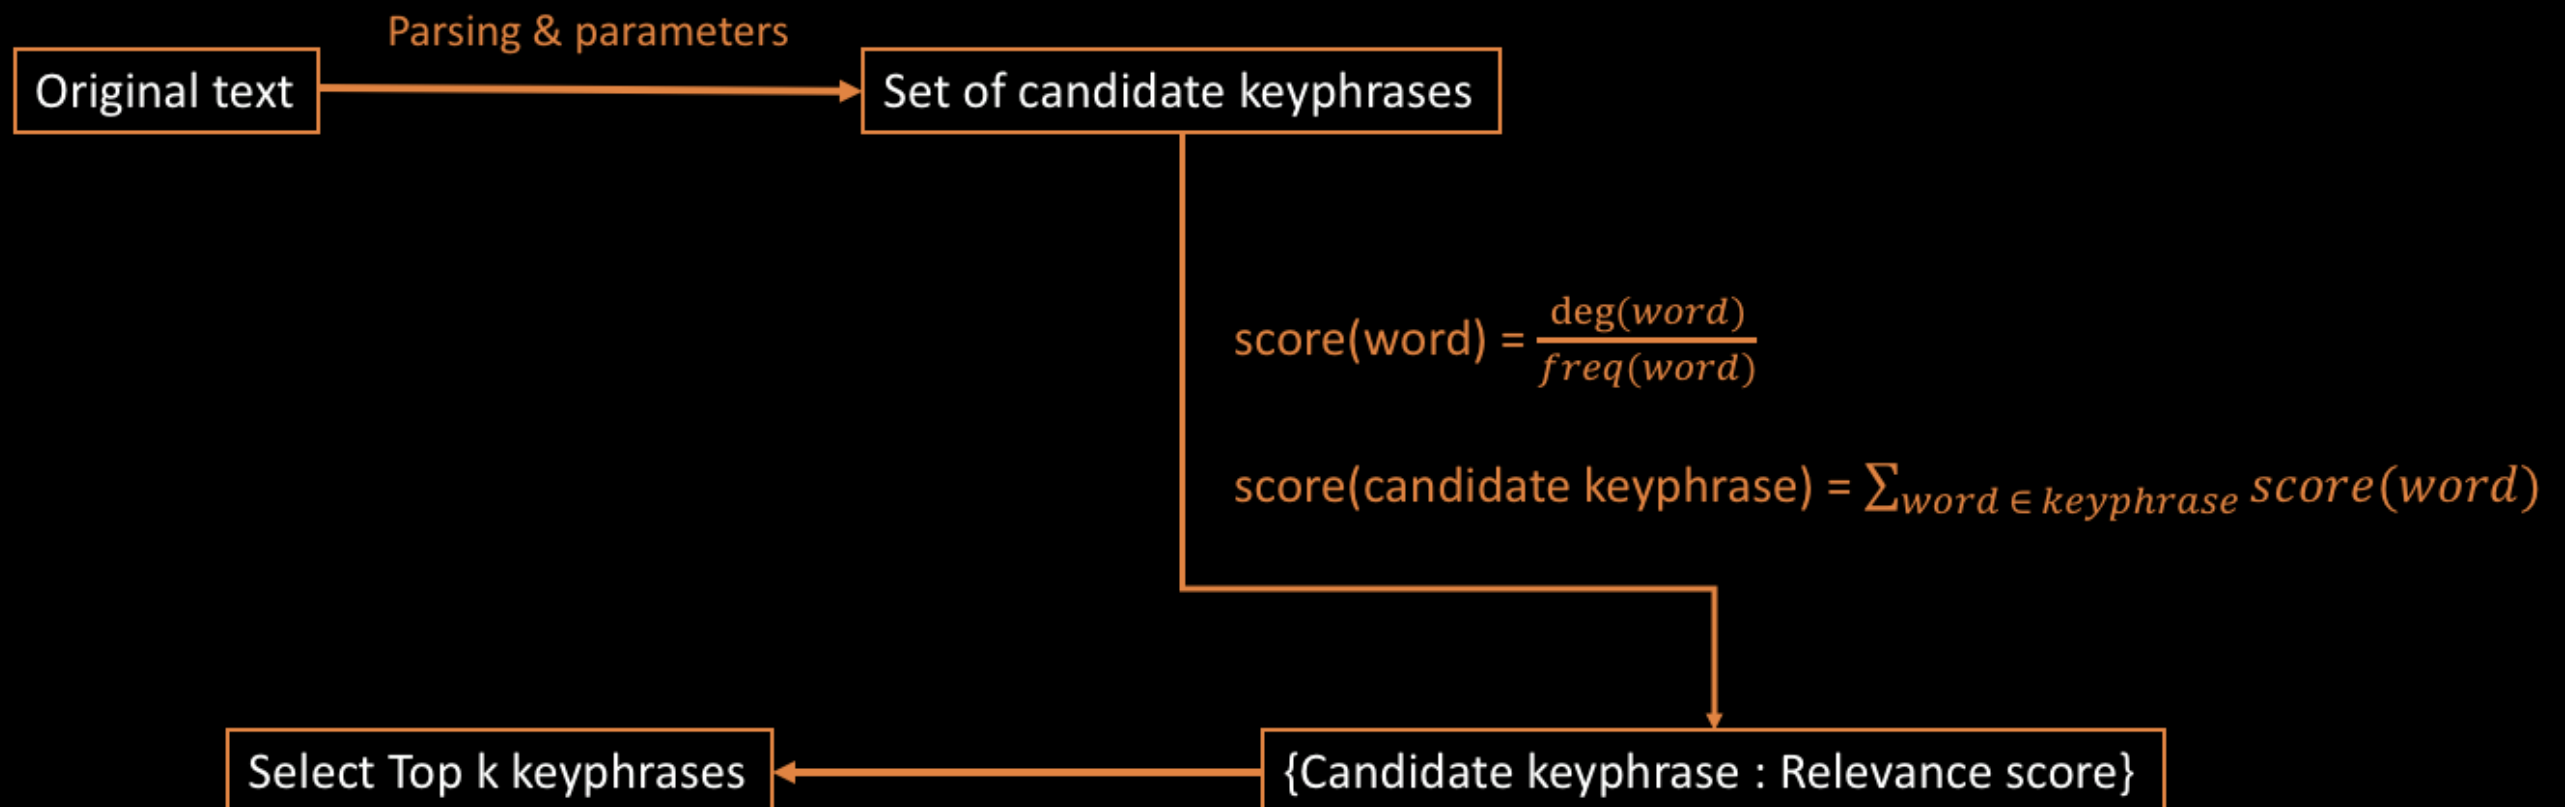 Parsing & parameters
Original text
Set of candidate keyphrases
score(word) = deg(word) / freq(word)
score(candidate keyphrase) = ∑word ∈ keyphrase score(word)
{Candidate keyphrase : Relevance score}
Select Top k keyphrases